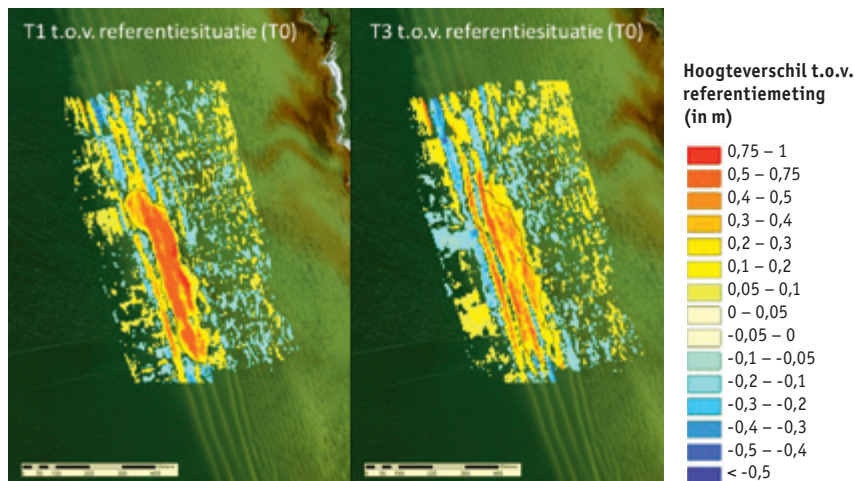 T1 t.o.v. referentiesituatie (T0)
T3 t.o.v. referentiesituatie (T0)
Hoogteverschil t.o.v.
referentiemeting
(in m)
0,75 – 1
0,5 – 0,75
0,4 – 0,5
0,3 – 0,4
0,2 – 0,3
0,1 – 0,2
0,05 – 0,1
0 – 0,05
-0,05 – 0
-0,1 – -0,05
-0,2 – -0,1
-0,3 – -0,2
-0,4 – -0,3
-0,5 – -0,4
< -0,5